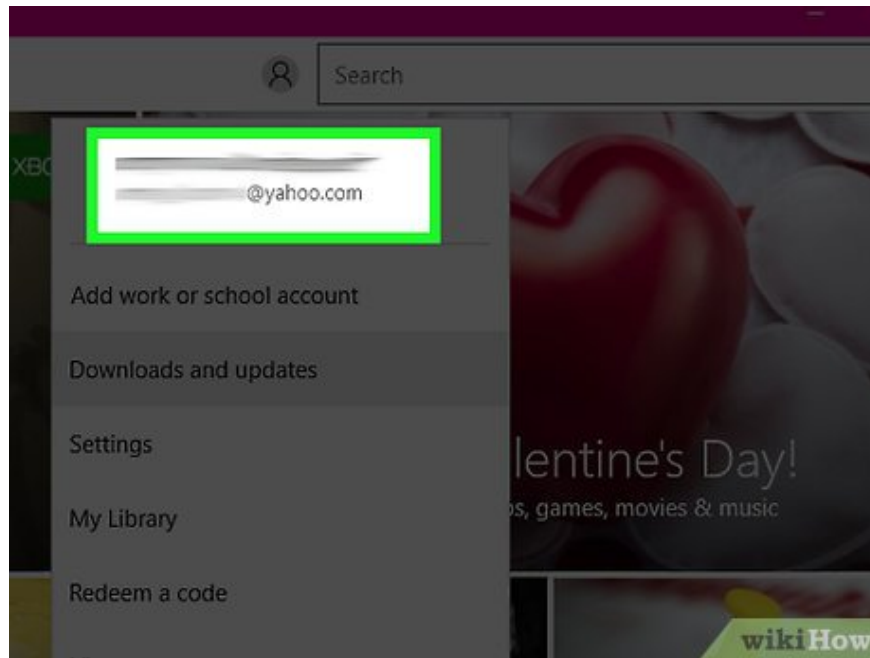 Search
XBO
@yahoo.com
Add work or school account
Downloads and updates
Settings
lentine's Day!
My Library
ps, games, movies & music
Redeem a code
wikiHow